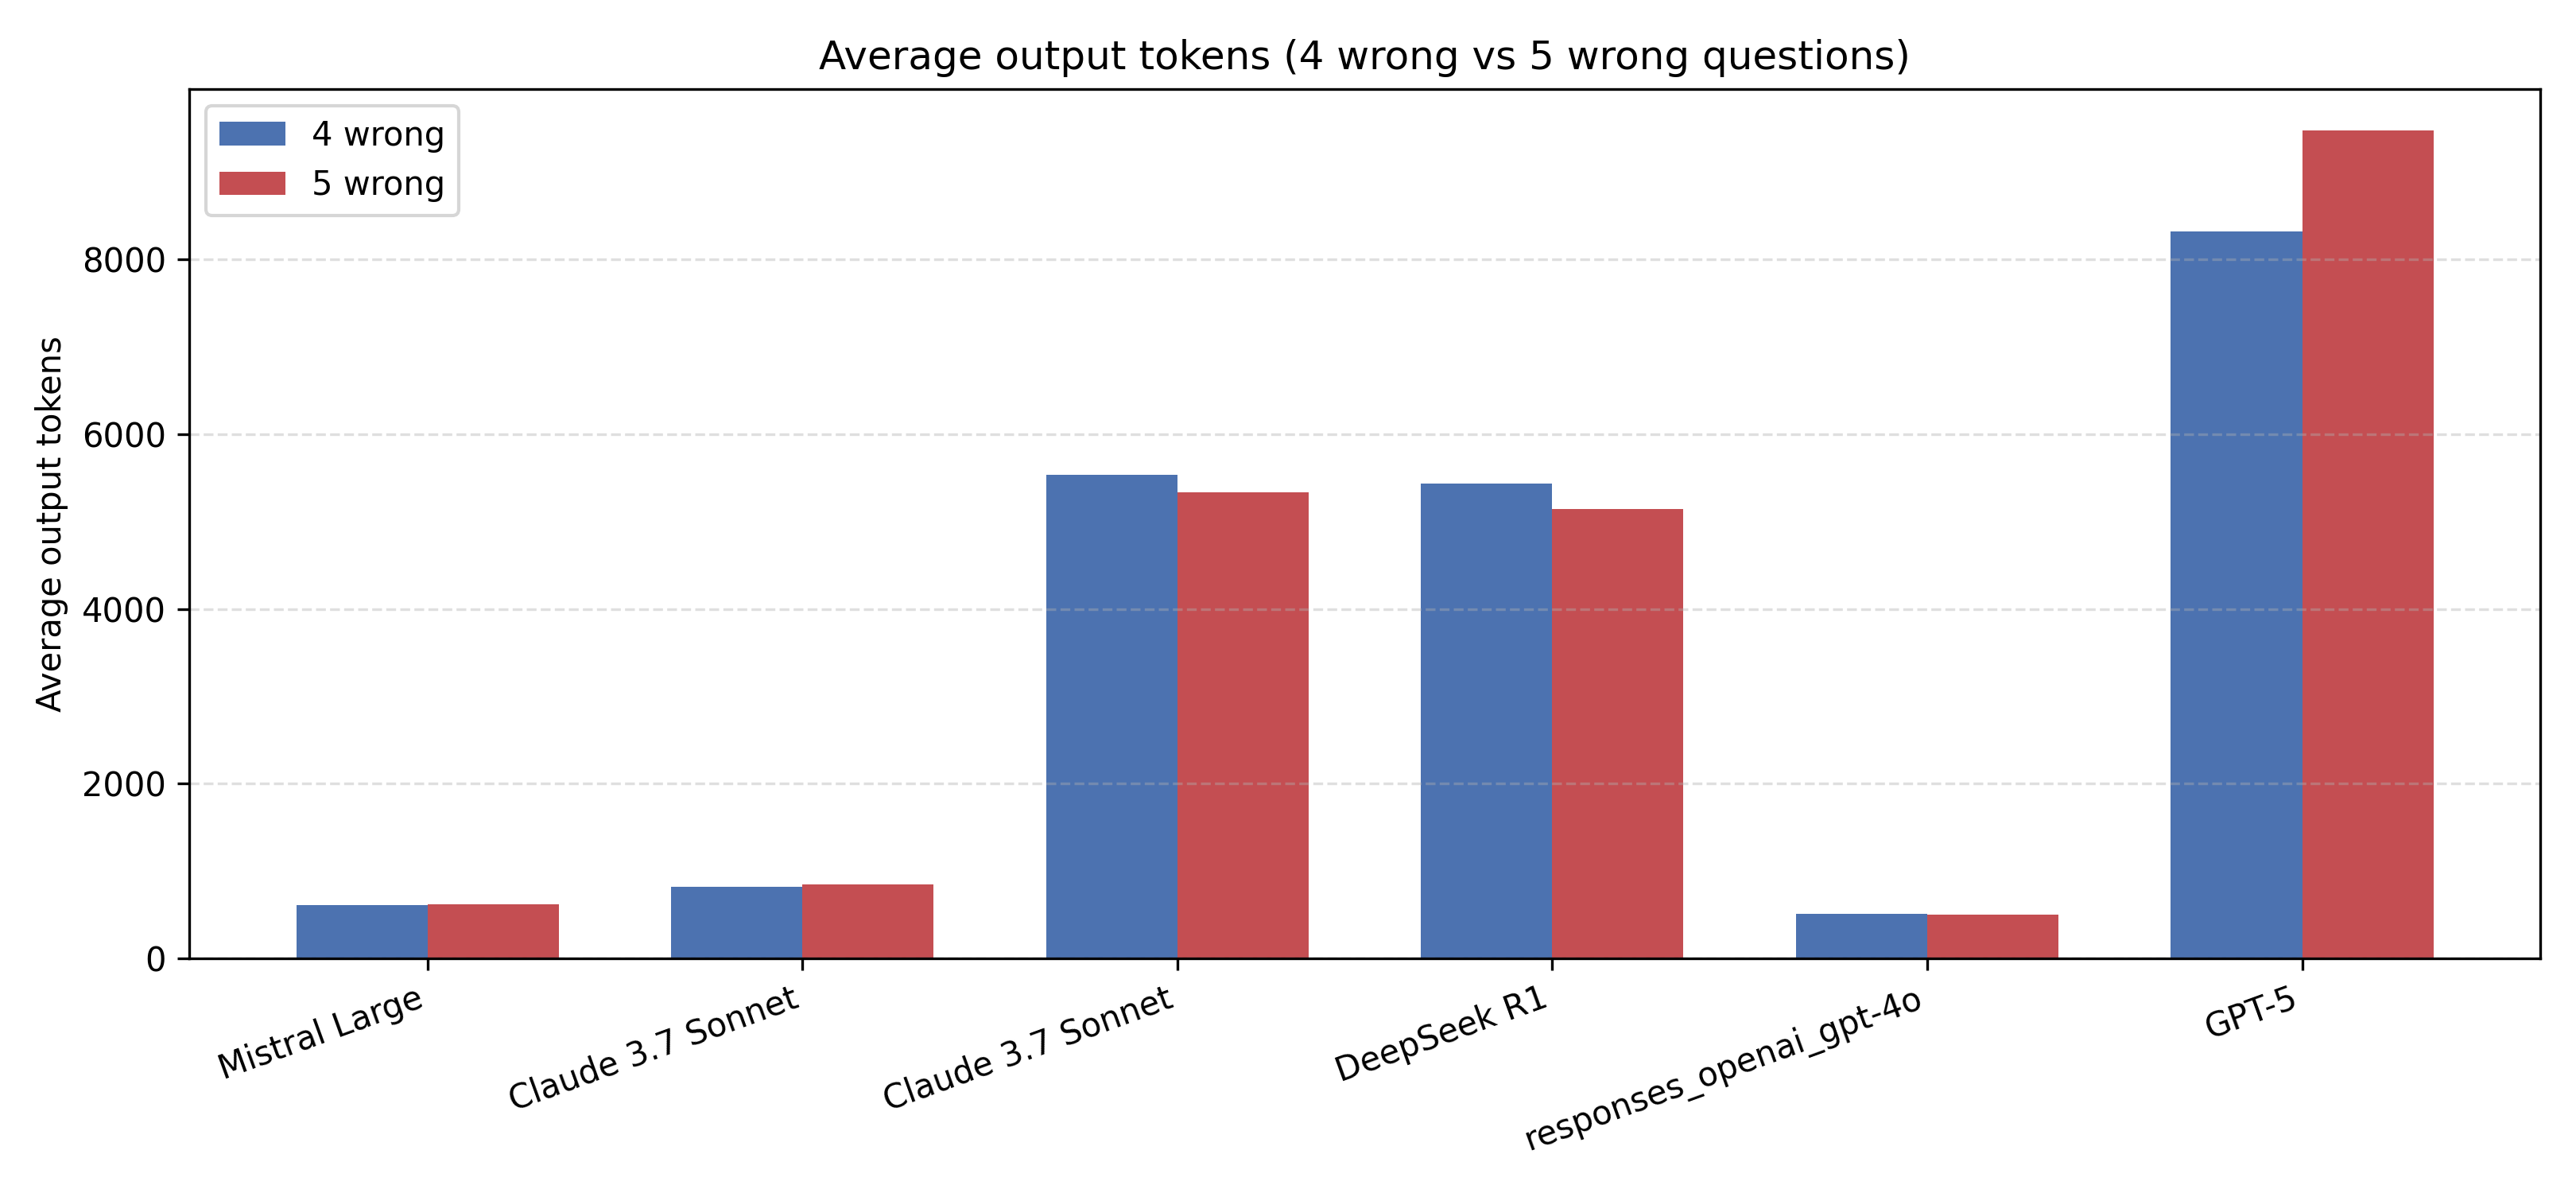 Average output tokens (4 wrong vs 5 wrong questions)
4 wrong
5 wrong
Average output tokens
8000
6000
4000
2000
0
Mistral Large
Claude 3.7 Sonnet
Claude 3.7 Sonnet
DeepSeek R1
responses_openai_gpt-4o
GPT-5